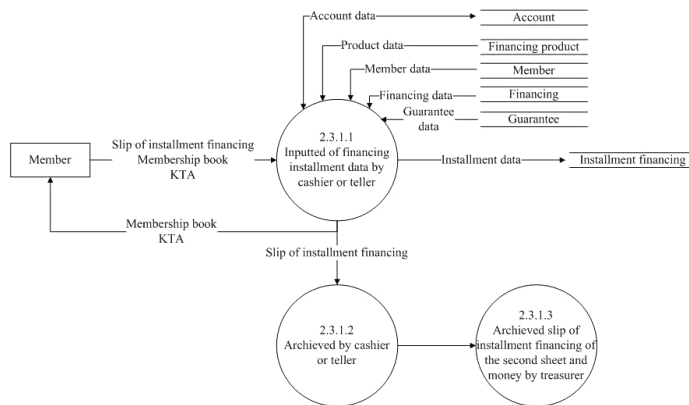 Account data
Account
Product data
Financing product
Member data
Member
Financing data
Financing
Guarantee
data
Guarantee
2.3.1.1
Inputted of financing
installment data by
cashier or teller
Member
Slip of installment financing
Membership book
KTA
Installment data
Installment financing
Membership book
KTA
Slip of installment financing
2.3.1.2
Archieved by cashier
or teller
2.3.1.3
Archieved slip of
installment financing of
the second sheet and
money by treasurer